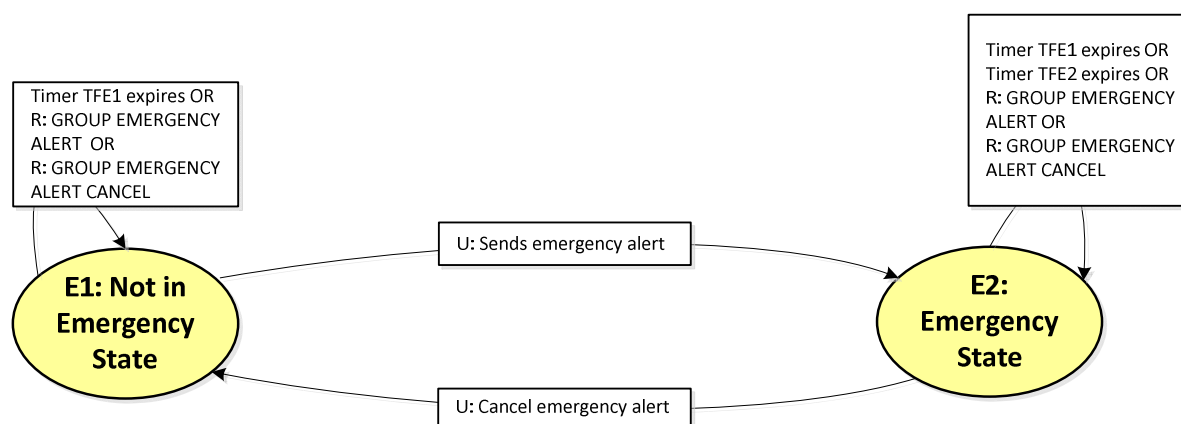 Timer TFE1 expires OR
Timer TFE2 expires OR
R: GROUP EMERGENCY
ALERT OR
R: GROUP EMERGENCY
ALERT CANCEL
Timer TFE1 expires OR
R: GROUP EMERGENCY
ALERT OR
R: GROUP EMERGENCY
ALERT CANCEL
U: Sends emergency alert
E1: Not in
Emergency
State
E2:
Emergency
State
U: Cancel emergency alert